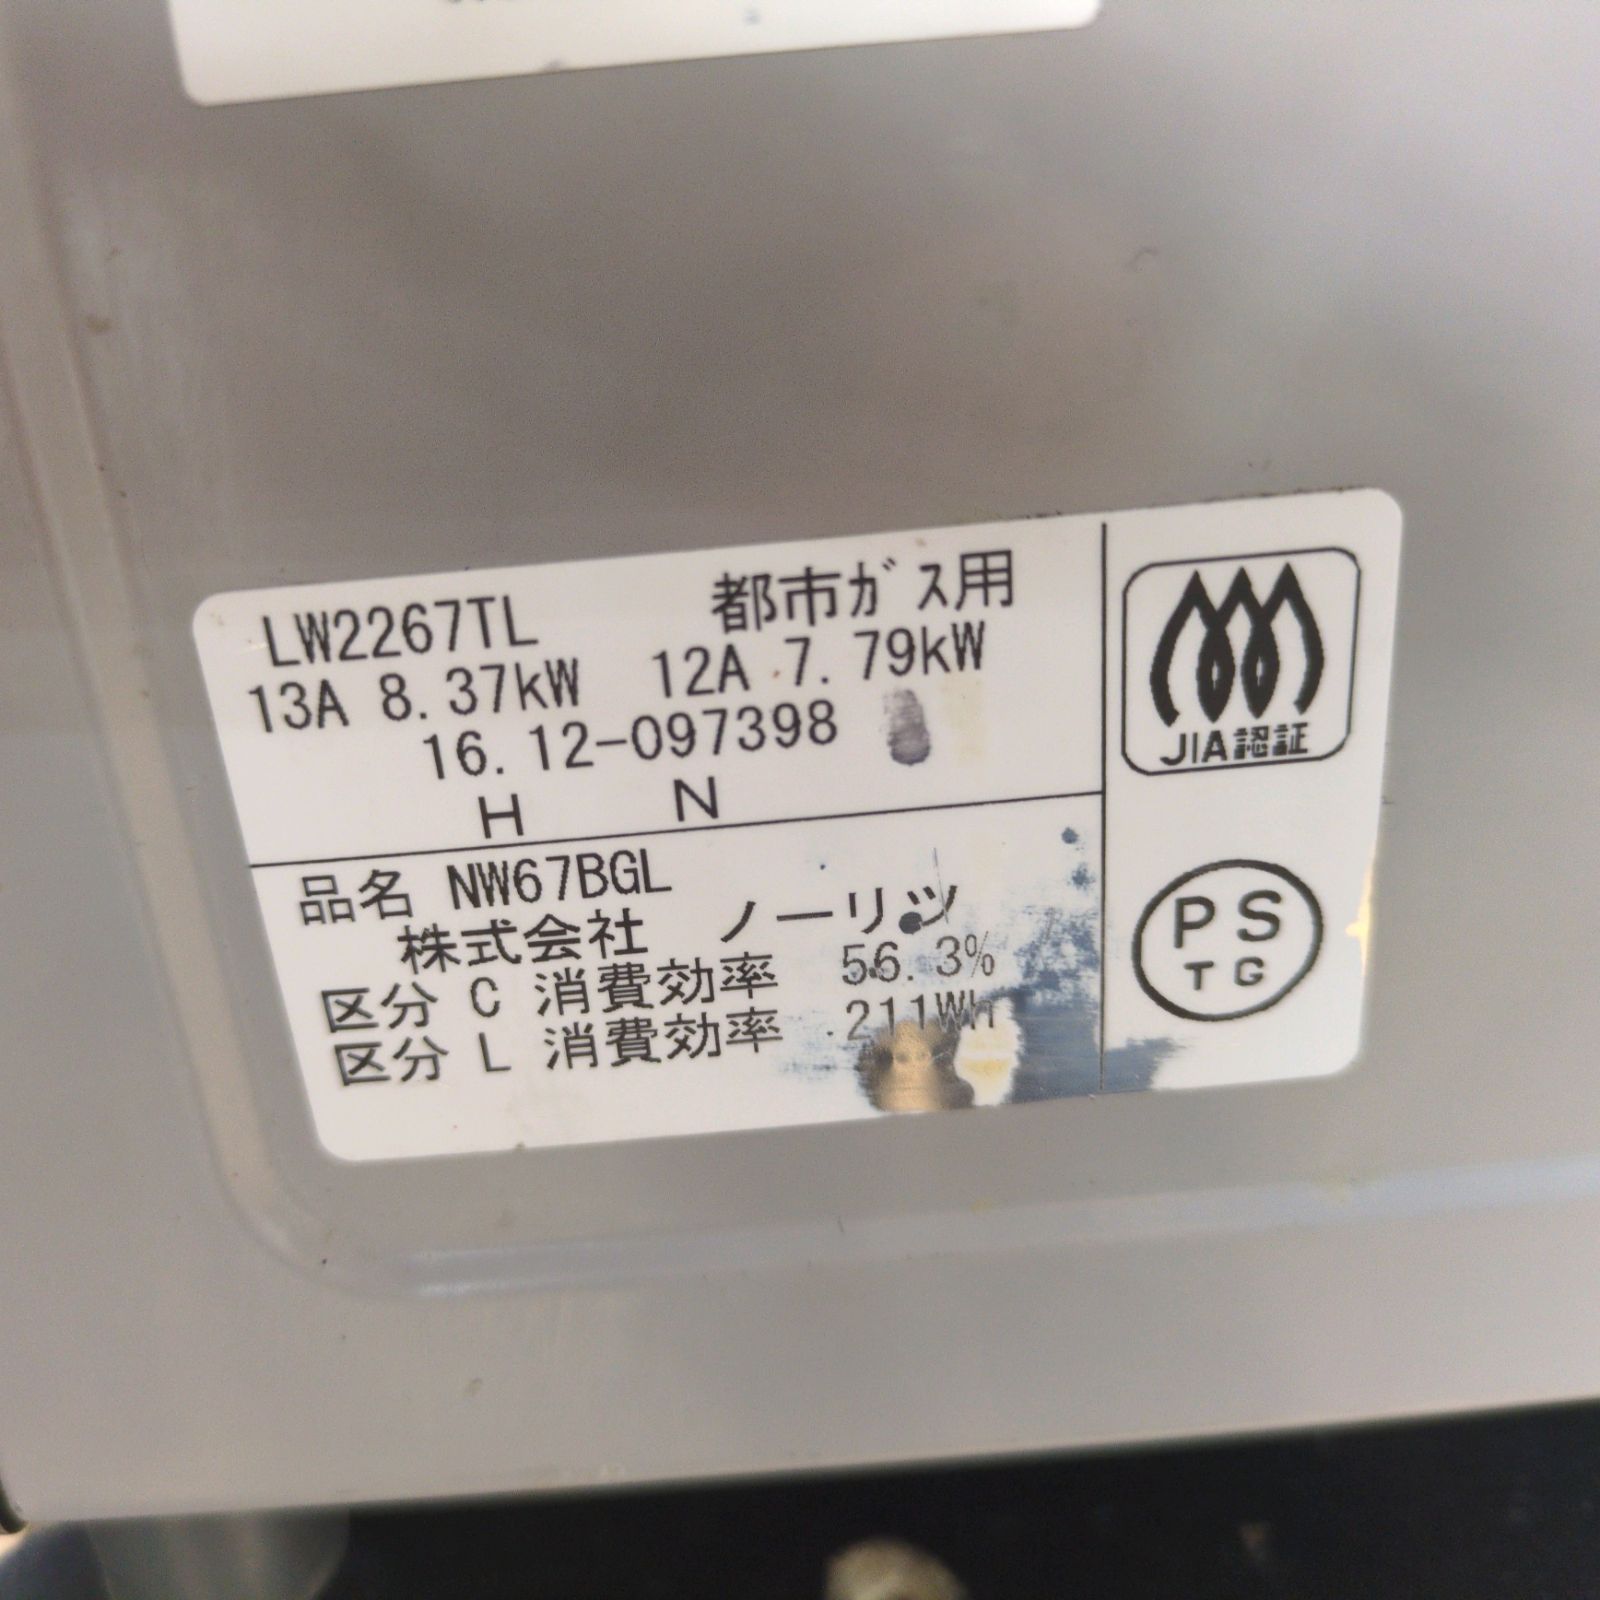 LW2267TL 都市ガス用
13A 8.37kW 12A 7.79kW
16.12-097398
H N
品名 NW67BGL
株式会社 ノーリツ
区分 C 消費効率 56.3%
区分 L 消費効率 211Wh
JIA認証
PS
TG